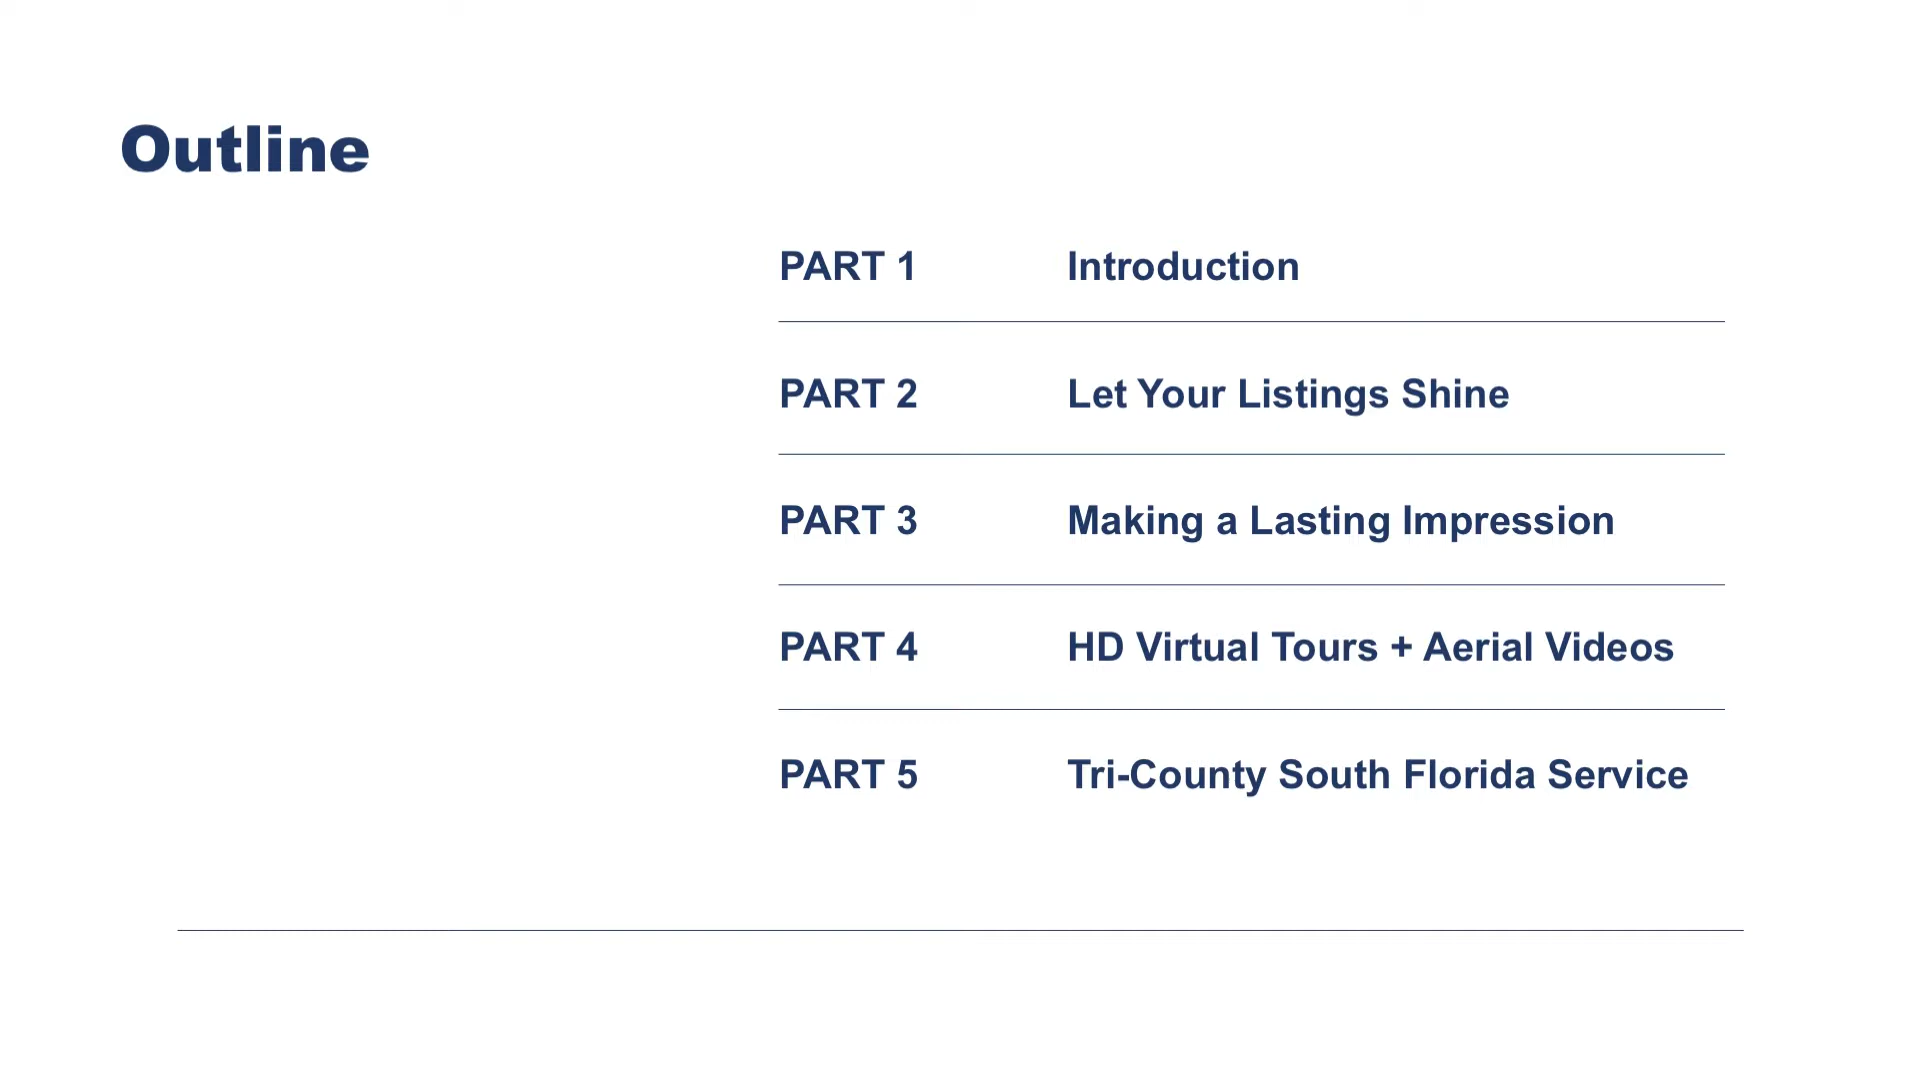 Outline
PART 1 Introduction
PART 2 Let Your Listings Shine
PART 3 Making a Lasting Impression
PART 4 HD Virtual Tours + Aerial Videos
PART 5 Tri-County South Florida Service